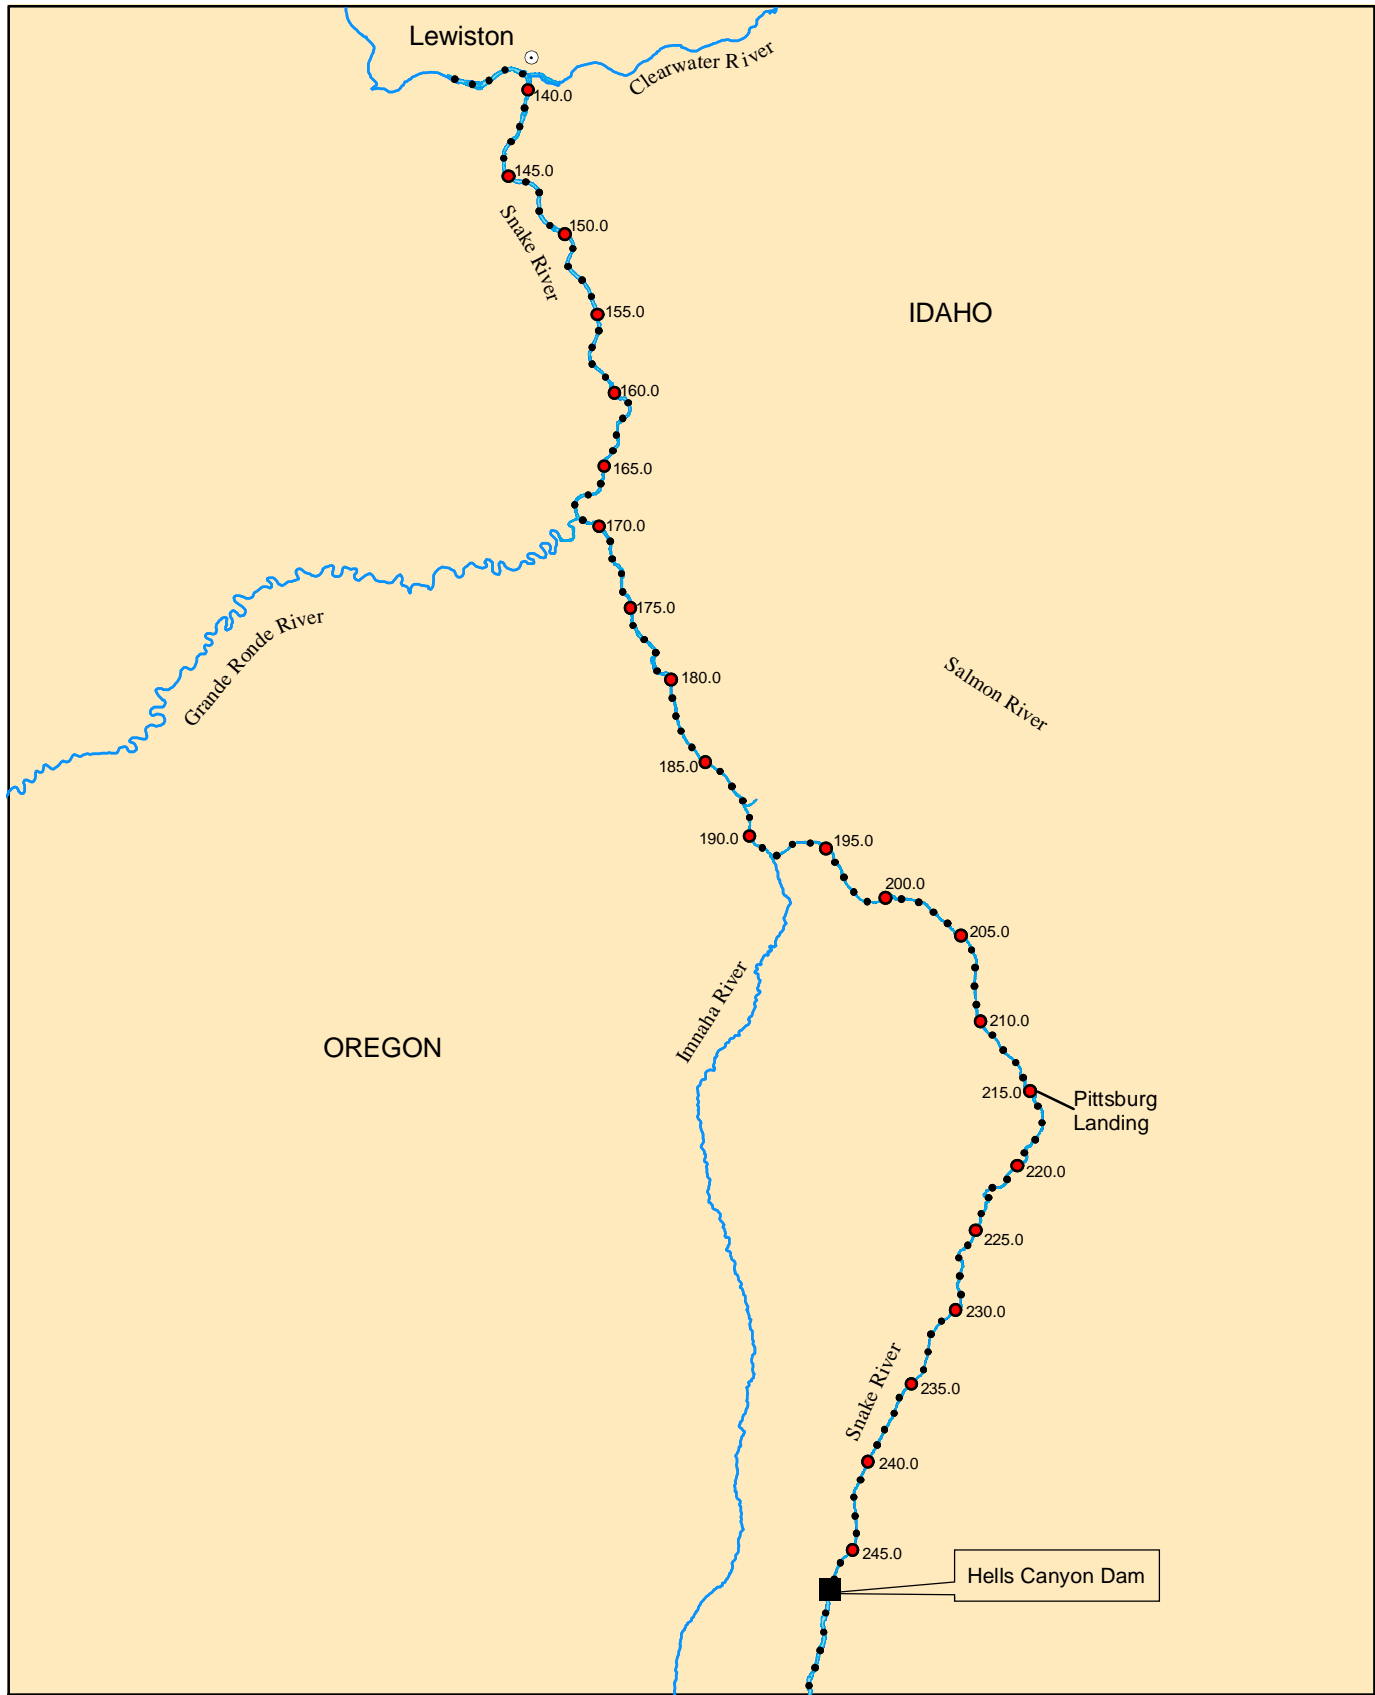 Lewiston
Clearwater River
140.0
145.0
Snake River
150.0
155.0
IDAHO
160.0
165.0
170.0
175.0
Grande Ronde River
180.0
Salmon River
185.0
190.0
195.0
200.0
205.0
Imnaha River
210.0
OREGON
215.0
Pittsburg
Landing
220.0
225.0
230.0
Snake River
235.0
240.0
245.0
Hells Canyon Dam